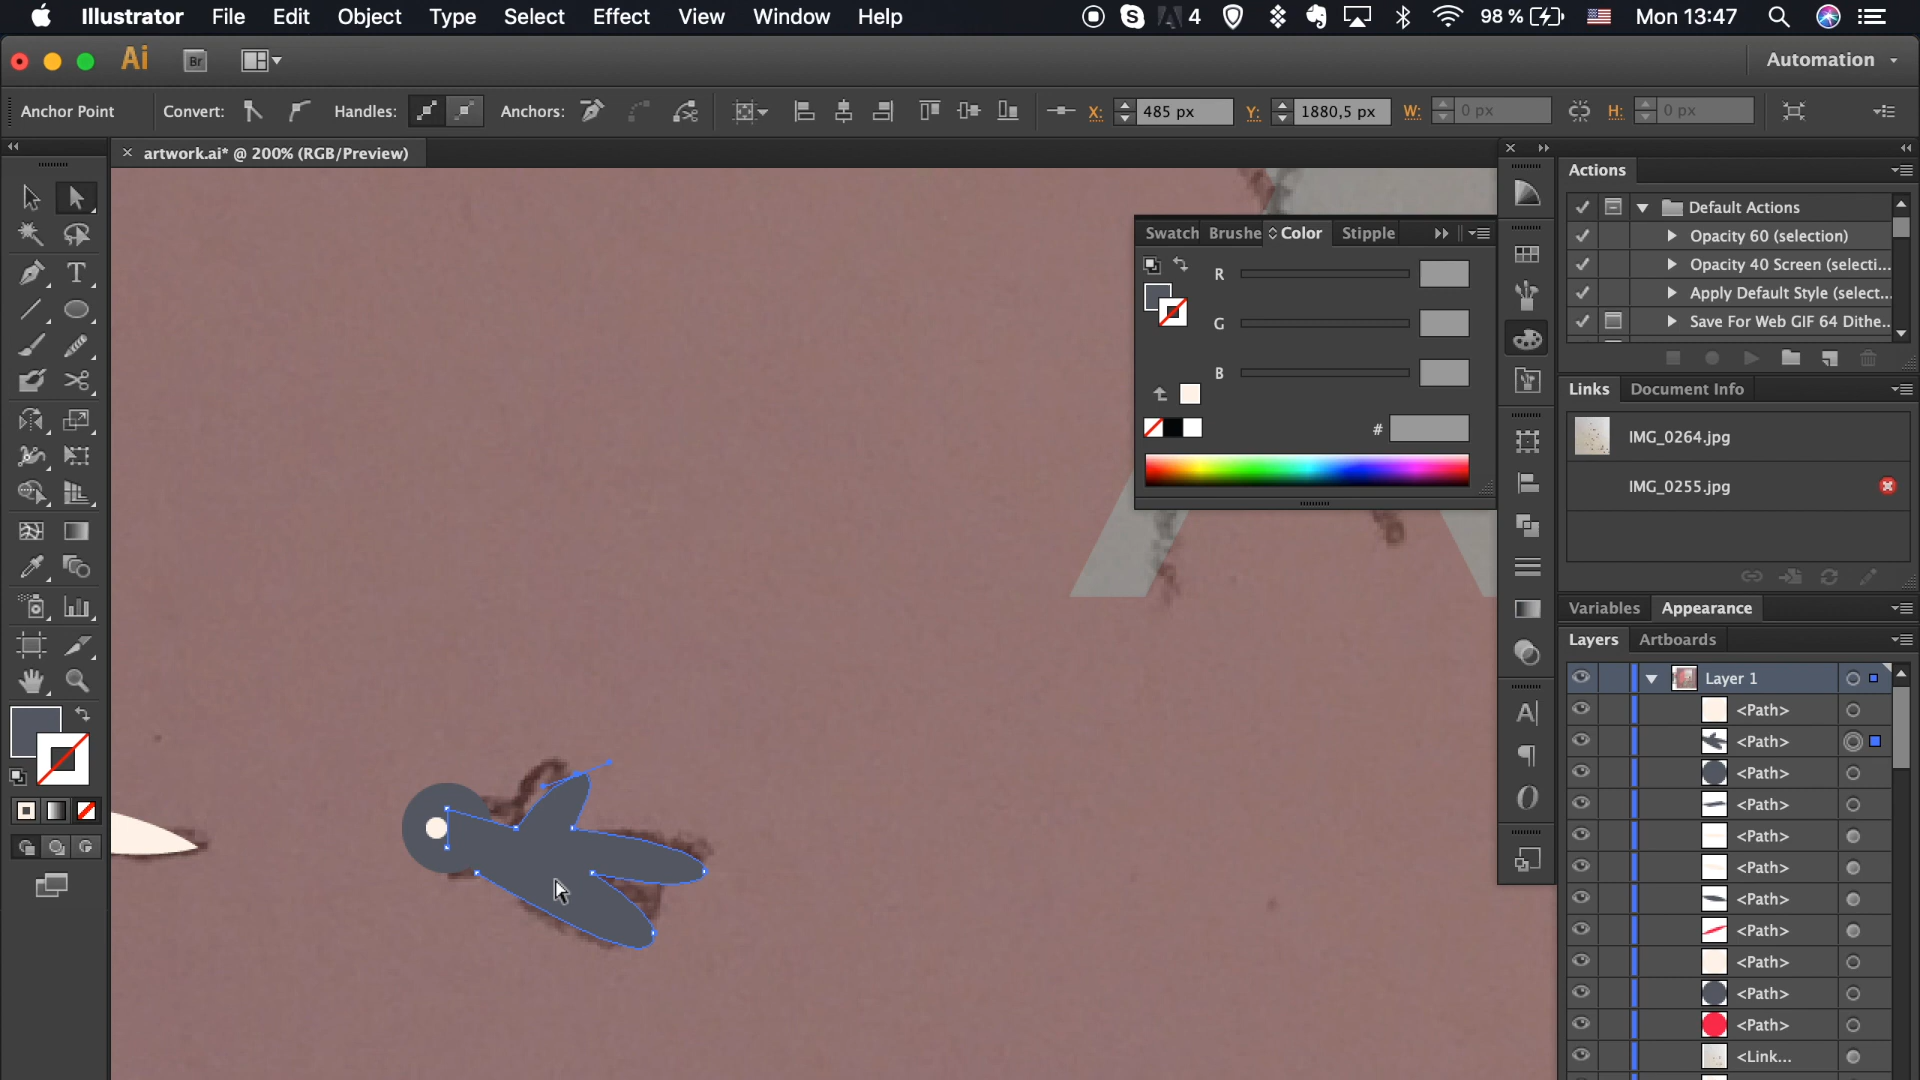 Illustrator File Edit Object Type Select Effect View Window Help 4 98 % Mon 13:47
Ai Br Automation
Anchor Point Convert: Handles: Anchors: X: 485 px Y: 1880,5 px W: 0 px H: 0 px
× artwork.ai* @ 200% (RGB/Preview)
Swatch Brushe Color Stipple
R
G
B
#
Actions
Default Actions
Opacity 60 (selection)
Opacity 40 Screen (selecti...
Apply Default Style (select...
Save For Web GIF 64 Dithe...
Links Document Info
IMG_0264.jpg
IMG_0255.jpg
Variables Appearance
Layers Artboards
Layer 1
<Path>
<Path>
<Path>
<Path>
<Path>
<Path>
<Path>
<Path>
<Path>
<Path>
<Path>
<Link...